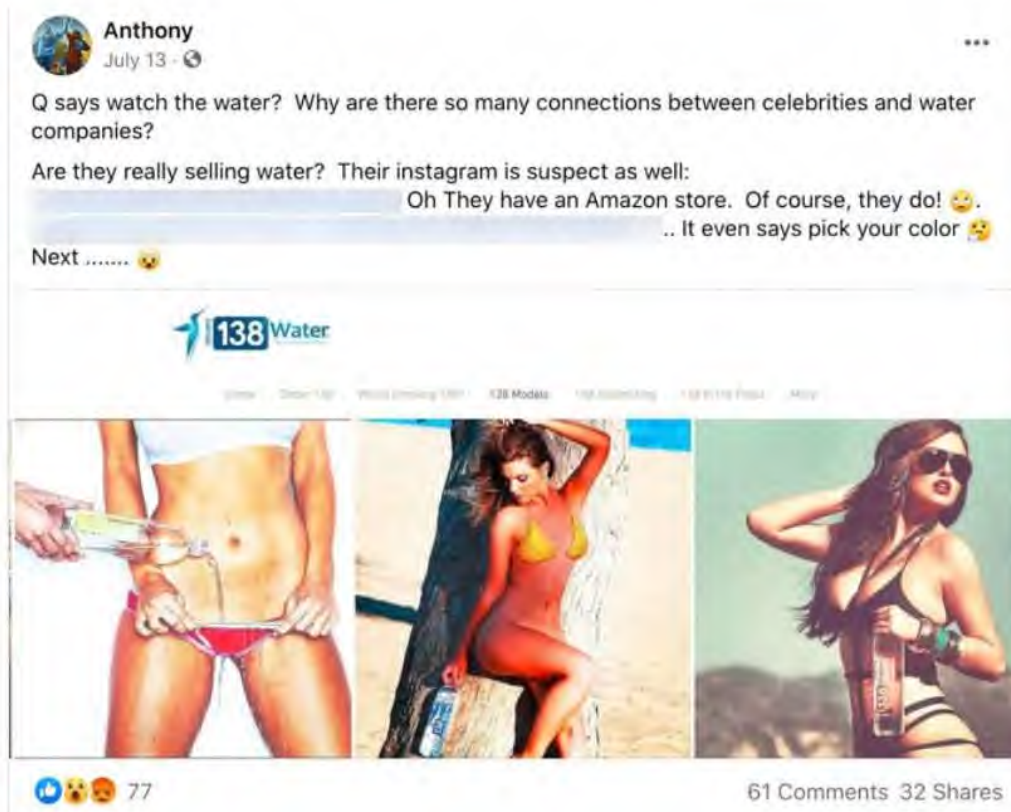 Anthony
July 13 ·
Q says watch the water? Why are there so many connections between celebrities and water
companies?
Are they really selling water? Their instagram is suspect as well:
Oh They have an Amazon store. Of course, they do! 🙄.
.. It even says pick your color 🤔
Next ....... 😮
138 Water
138 Models
77
61 Comments 32 Shares